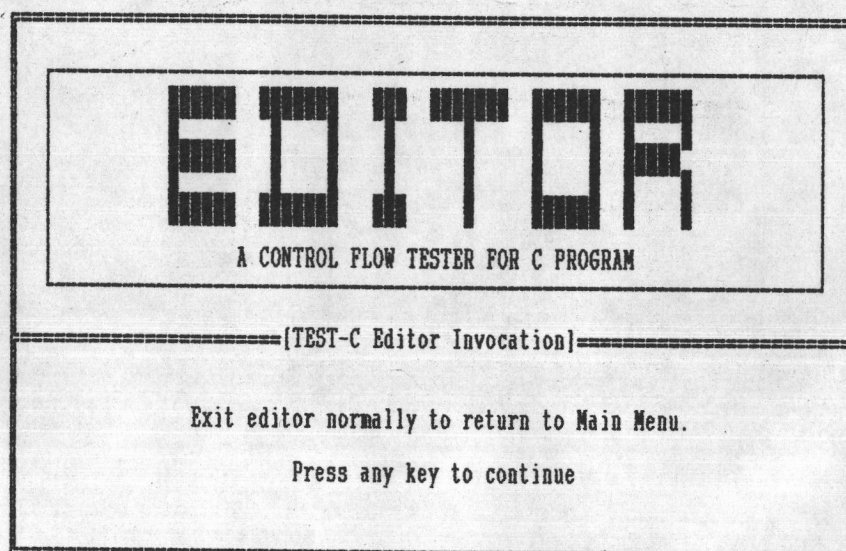 EDITOR
A CONTROL FLOW TESTER FOR C PROGRAM
[TEST-C Editor Invocation]
Exit editor normally to return to Main Menu.
Press any key to continue